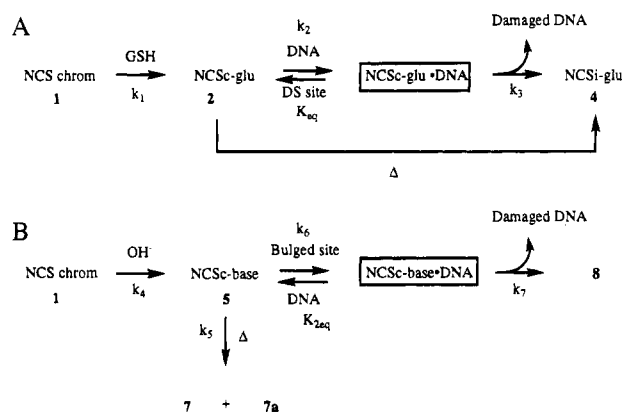 A
k2
Damaged DNA
GSH
DNA
NCS chrom
NCSc-glu
NCSc-glu •DNA
NCSi-glu
k1
DS site
k3
1
2
Keq
4
Δ
B
k6
Damaged DNA
OH-
Bulged site
NCS chrom
NCSc-base
NCSc-base•DNA
8
k4
DNA
k7
1
5
K2eq
k5
Δ
7 + 7a